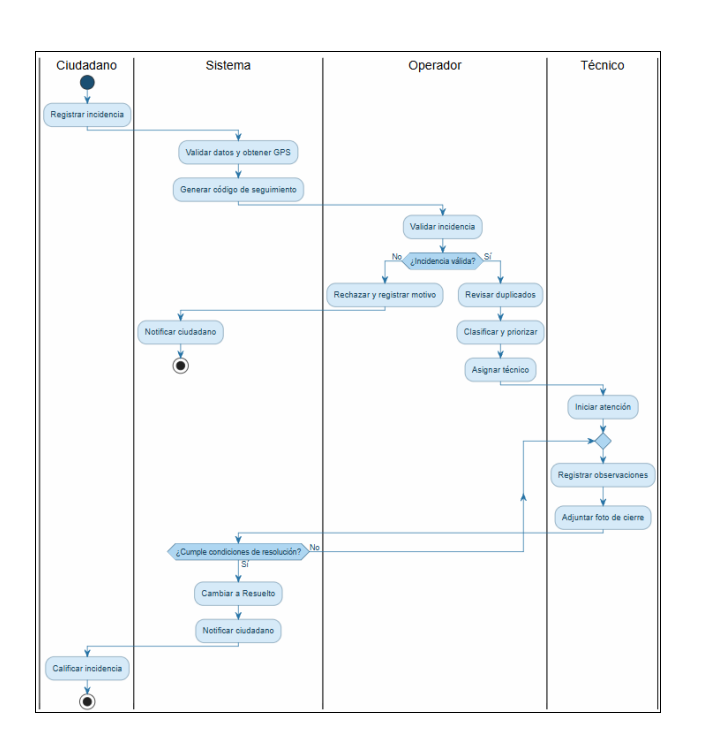 Ciudadano
Sistema
Operador
Técnico
Registrar incidencia
Validar datos y obtener GPS
Generar código de seguimiento
Validar incidencia
No
¿Incidencia válida?
Sí
Rechazar y registrar motivo
Revisar duplicados
Notificar ciudadano
Clasificar y priorizar
Asignar técnico
Iniciar atención
Registrar observaciones
Adjuntar foto de cierre
¿Cumple condiciones de resolución?
No
Sí
Cambiar a Resuelto
Notificar ciudadano
Calificar incidencia